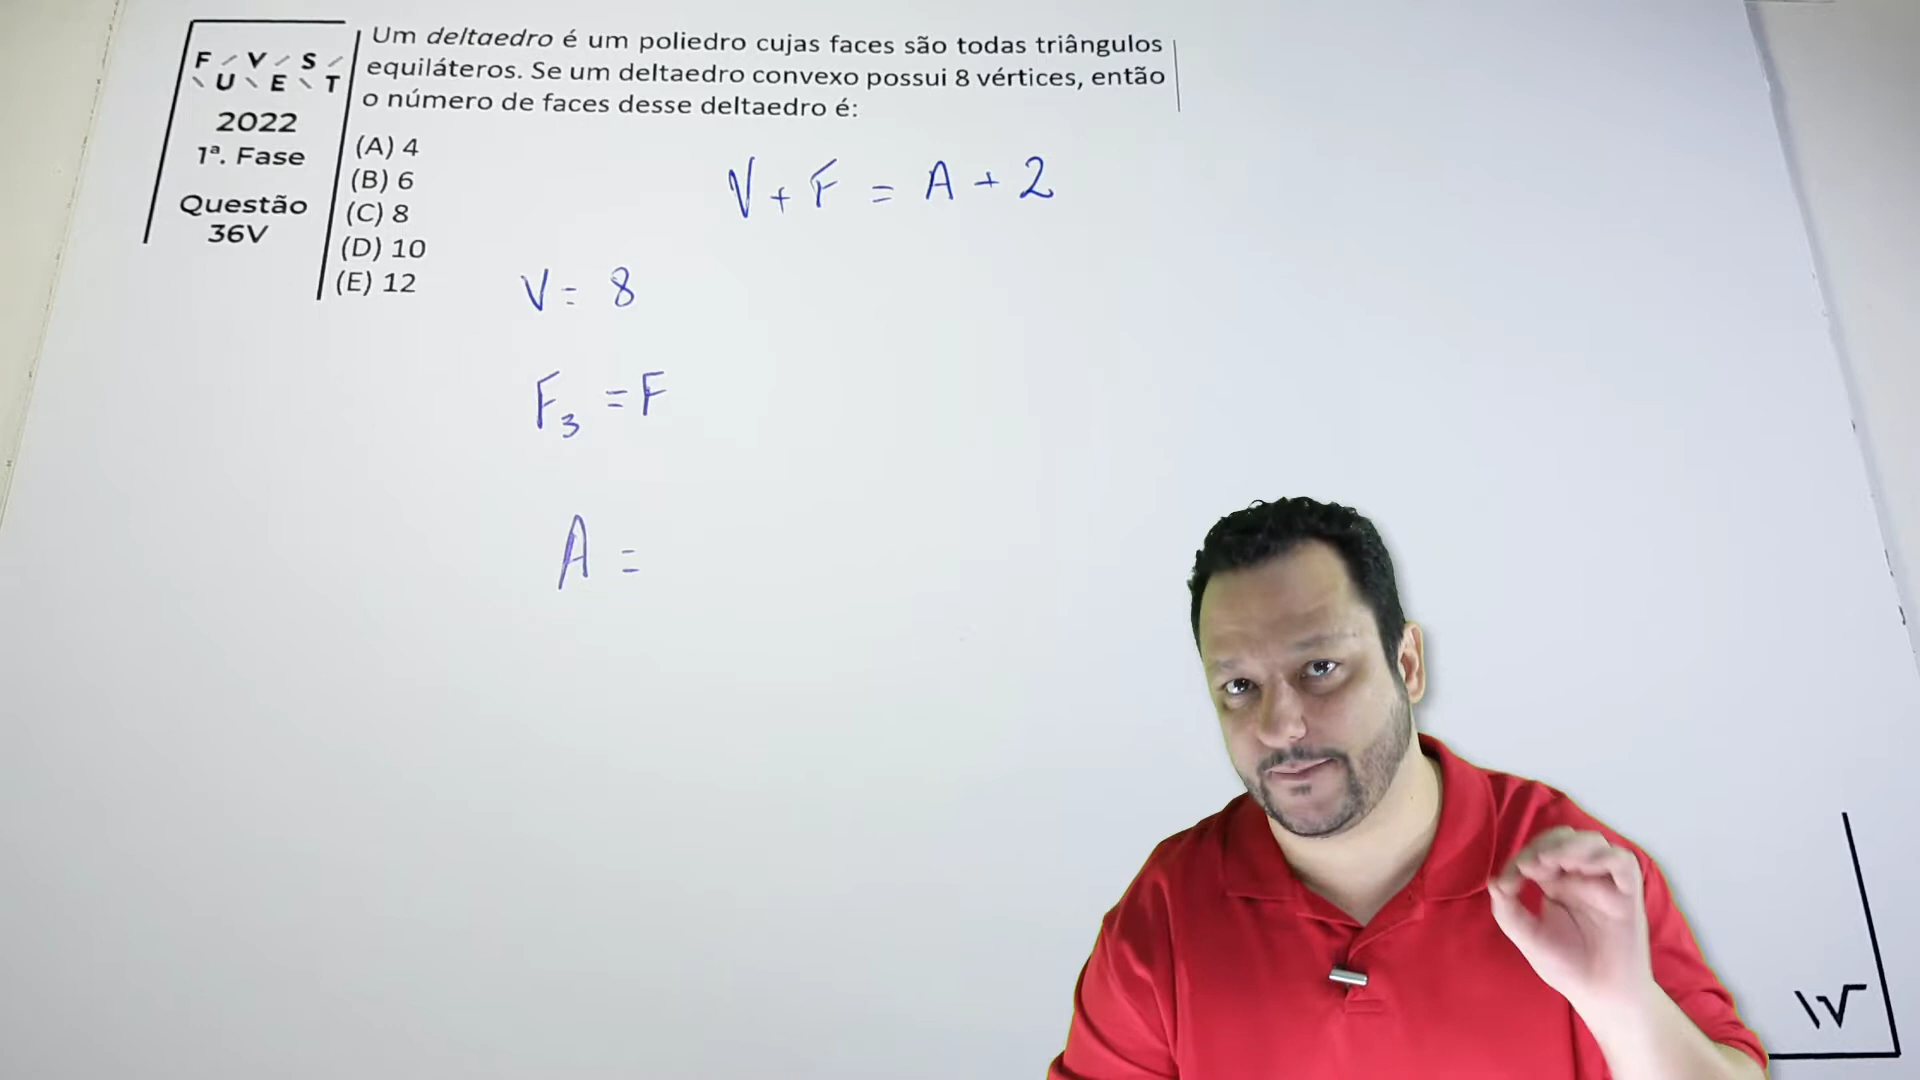 F V S
U E T
2022
1ª. Fase
Questão
36V
Um deltaedro é um poliedro cujas faces são todas triângulos
equiláteros. Se um deltaedro convexo possui 8 vértices, então
o número de faces desse deltaedro é:
(A) 4
(B) 6
(C) 8
(D) 10
(E) 12
V + F = A + 2
V = 8
F₃ = F
A =